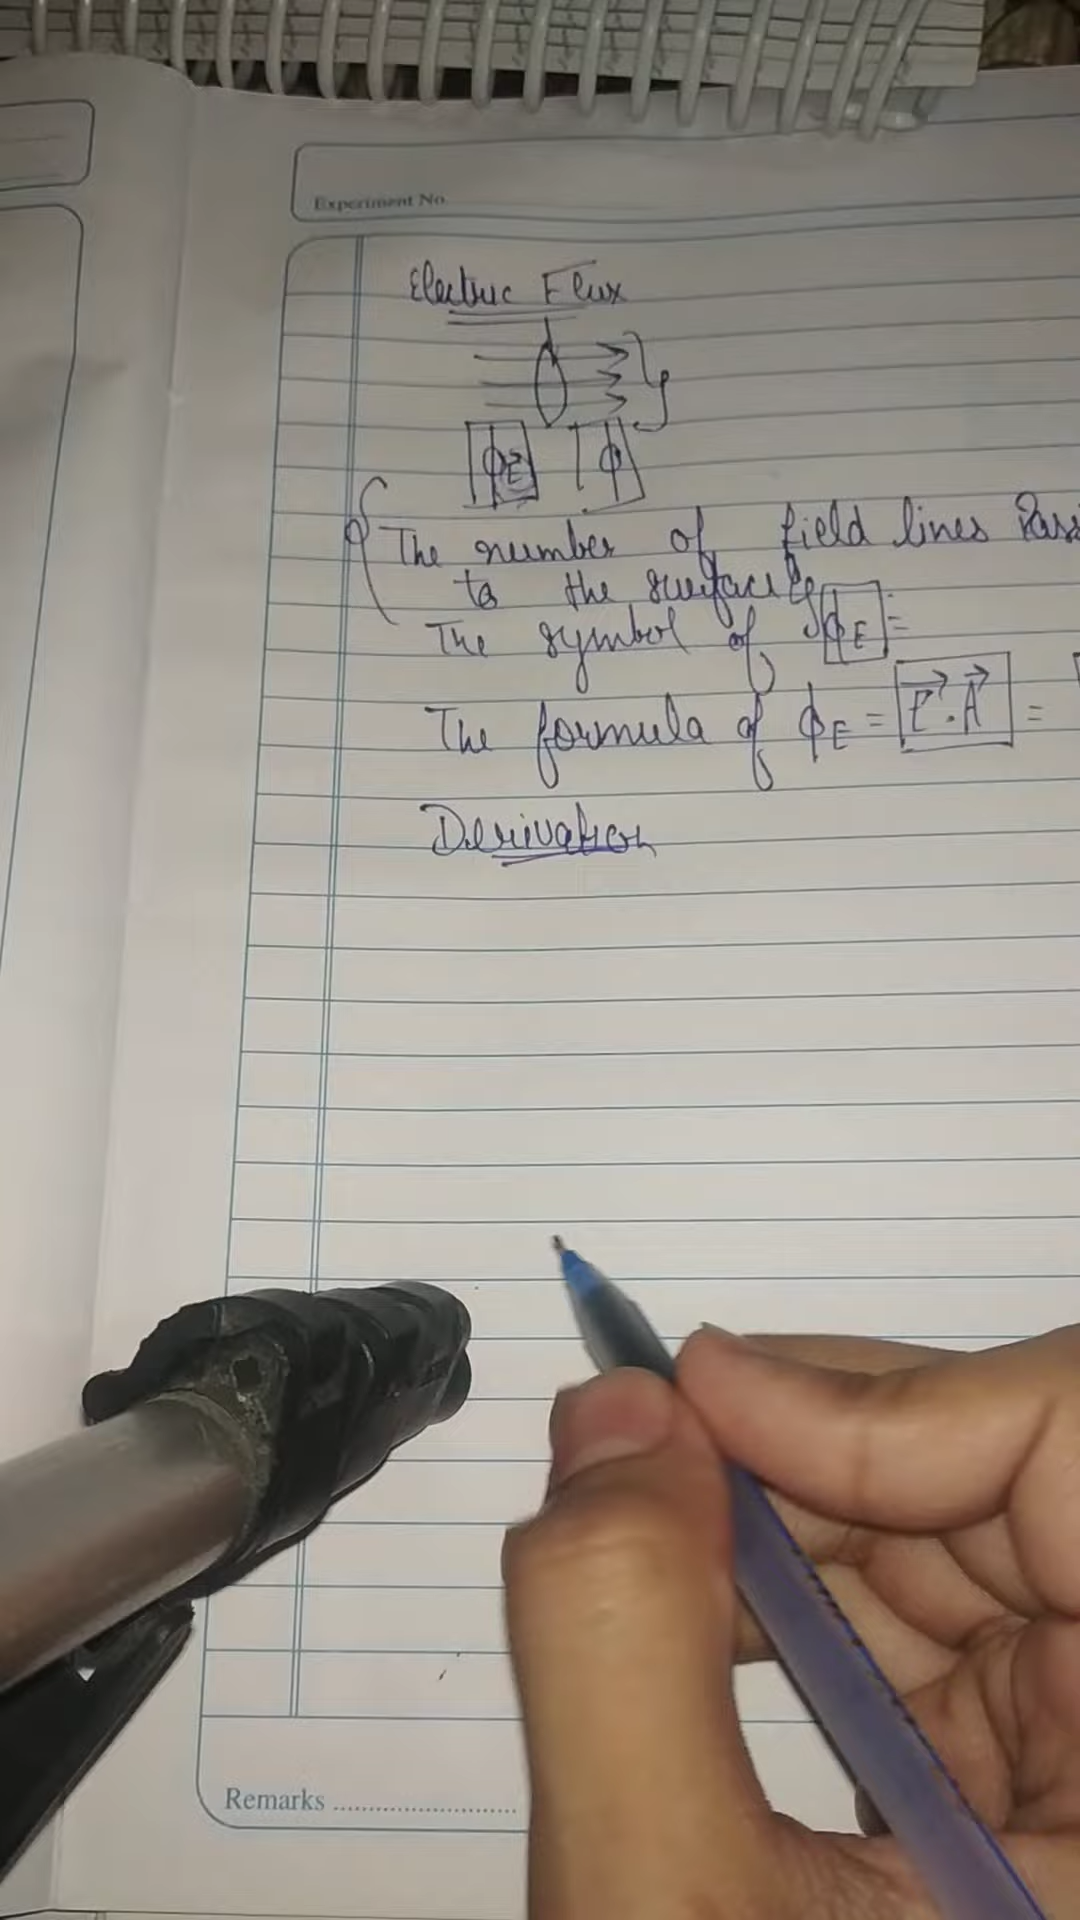 Experiment No.
Electric Flux
ϕE ϕ
The number of field lines Passi
to the surface
The symbol of ϕE =
The formula of ϕE = E⃗.A⃗ =
Derivation
Remarks ..............................